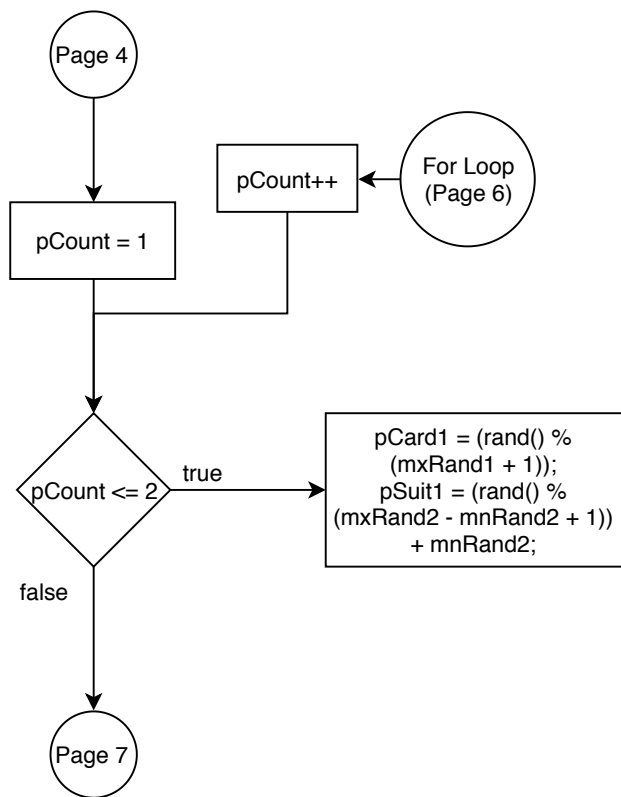 Page 4
pCount++
For Loop
(Page 6)
pCount = 1
pCount <= 2
true
pCard1 = (rand() %
(mxRand1 + 1));
pSuit1 = (rand() %
(mxRand2 - mnRand2 + 1))
+ mnRand2;
false
Page 7